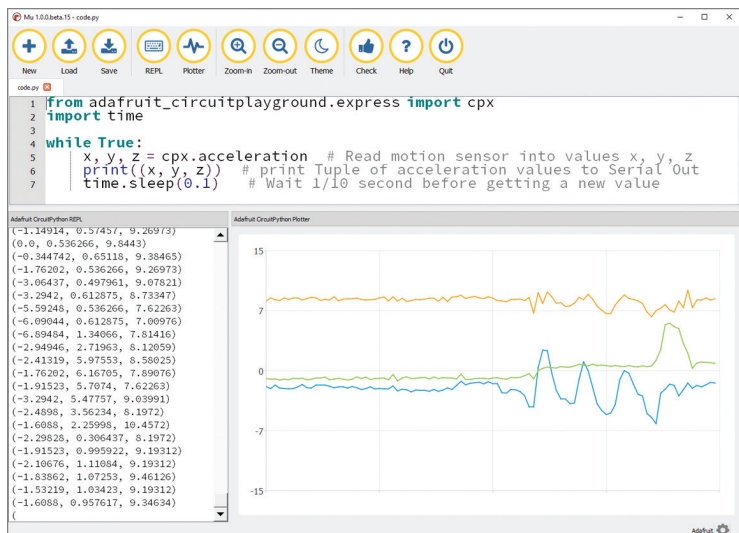 Mu 1.0.0.beta.15 - code.py
New Load Save REPL Plotter Zoom-in Zoom-out Theme Check Help Quit
code.py
1 from adafruit_circuitplayground.express import cpx
2 import time
3
4 while True:
5 x, y, z = cpx.acceleration # Read motion sensor into values x, y, z
6 print((x, y, z)) # print Tuple of acceleration values to Serial Out
7 time.sleep(0.1) # Wait 1/10 second before getting a new value
Adafruit CircuitPython REPL
(-1.14914, 0.57457, 9.26973)
(0.0, 0.536266, 9.8443)
(-0.344742, 0.65118, 9.38465)
(-1.76202, 0.536266, 9.26973)
(-3.06437, 0.497961, 9.07821)
(-3.2942, 0.612875, 8.73347)
(-5.59248, 0.536266, 7.62263)
(-6.09044, 0.612875, 7.00976)
(-6.89484, 1.34066, 7.81416)
(-2.94946, 2.71963, 8.12059)
(-2.41319, 5.97553, 8.58025)
(-1.76202, 6.16705, 7.89076)
(-1.91523, 5.7074, 7.62263)
(-3.2942, 5.47757, 9.03991)
(-2.4898, 3.56234, 8.1972)
(-1.6088, 2.25998, 10.4572)
(-2.29828, 0.306437, 8.1972)
(-1.91523, 0.995922, 9.19312)
(-2.10676, 1.11084, 9.19312)
(-1.83862, 1.07253, 9.46126)
(-1.53219, 1.03423, 9.19312)
(-1.6088, 0.957617, 9.34634)
(
Adafruit CircuitPython Plotter
15
7
0
-7
-15
Adafruit